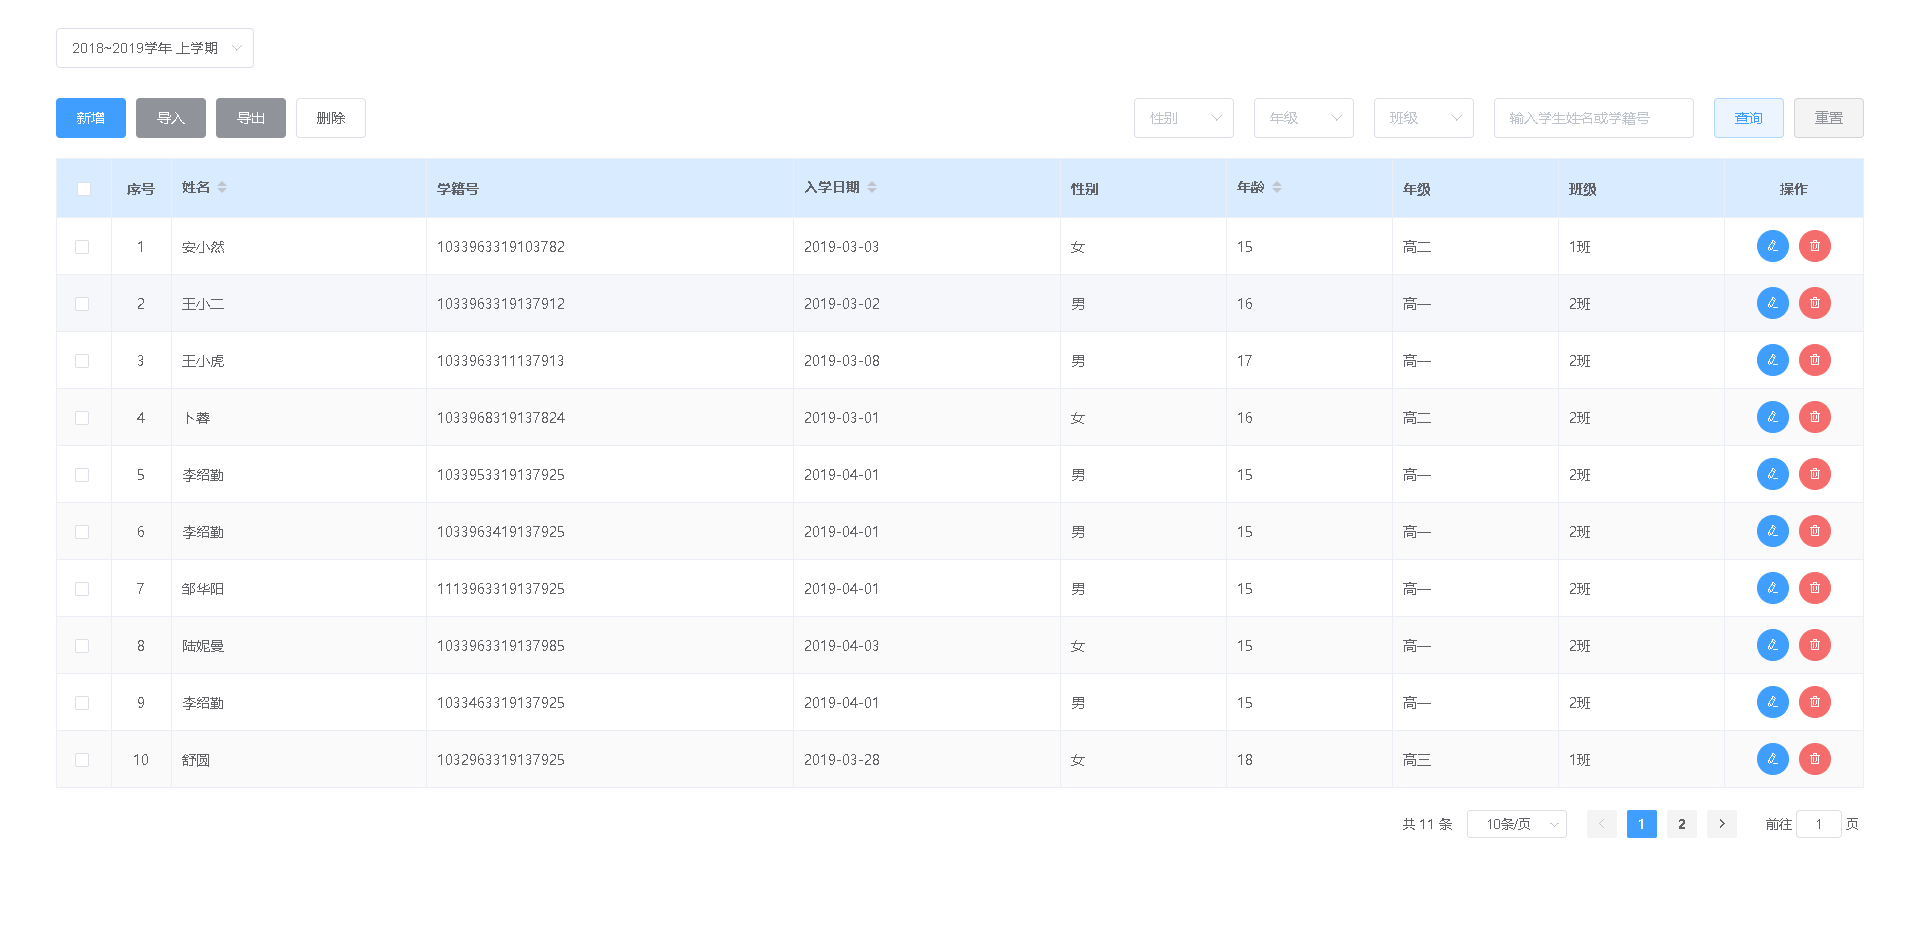 2018~2019学年 上学期
新增 导入 导出 删除 性别 年级 班级 输入学生姓名或学籍号 查询 重置
序号 姓名 学籍号 入学日期 性别 年龄 年级 班级 操作
1 安小然 1033963319103782 2019-03-03 女 15 高二 1班
2 王小二 1033963319137912 2019-03-02 男 16 高一 2班
3 王小虎 1033963311137913 2019-03-08 男 17 高一 2班
4 卜蓉 1033968319137824 2019-03-01 女 16 高二 2班
5 李绍勤 1033953319137925 2019-04-01 男 15 高一 2班
6 李绍勤 1033963419137925 2019-04-01 男 15 高一 2班
7 邹华阳 1113963319137925 2019-04-01 男 15 高一 2班
8 陆妮曼 1033963319137985 2019-04-03 女 15 高一 2班
9 李绍勤 1033463319137925 2019-04-01 男 15 高一 2班
10 舒圆 1032963319137925 2019-03-28 女 18 高三 1班
共 11 条 10条/页 1 2 前往 1 页